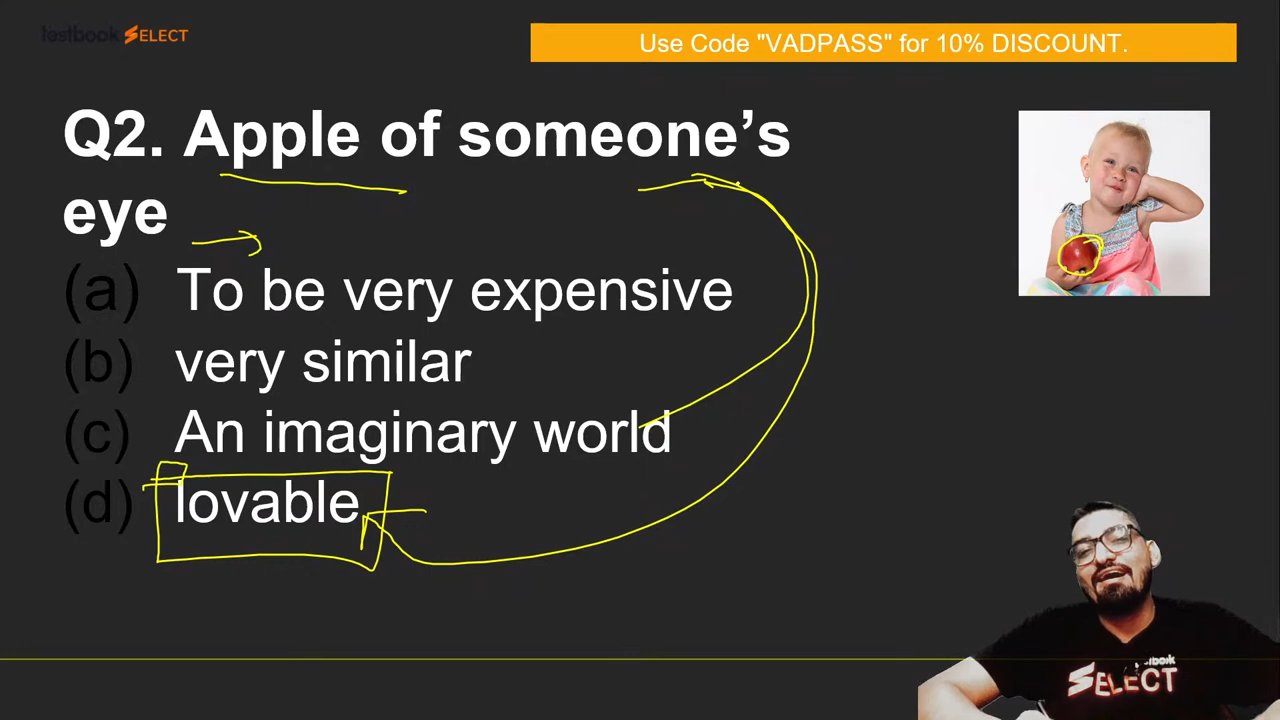 testbook SELECT
Use Code "VADPASS" for 10% DISCOUNT.
Q2. Apple of someone’s
eye
(a) To be very expensive
(b) very similar
(c) An imaginary world
(d) lovable
SELECT